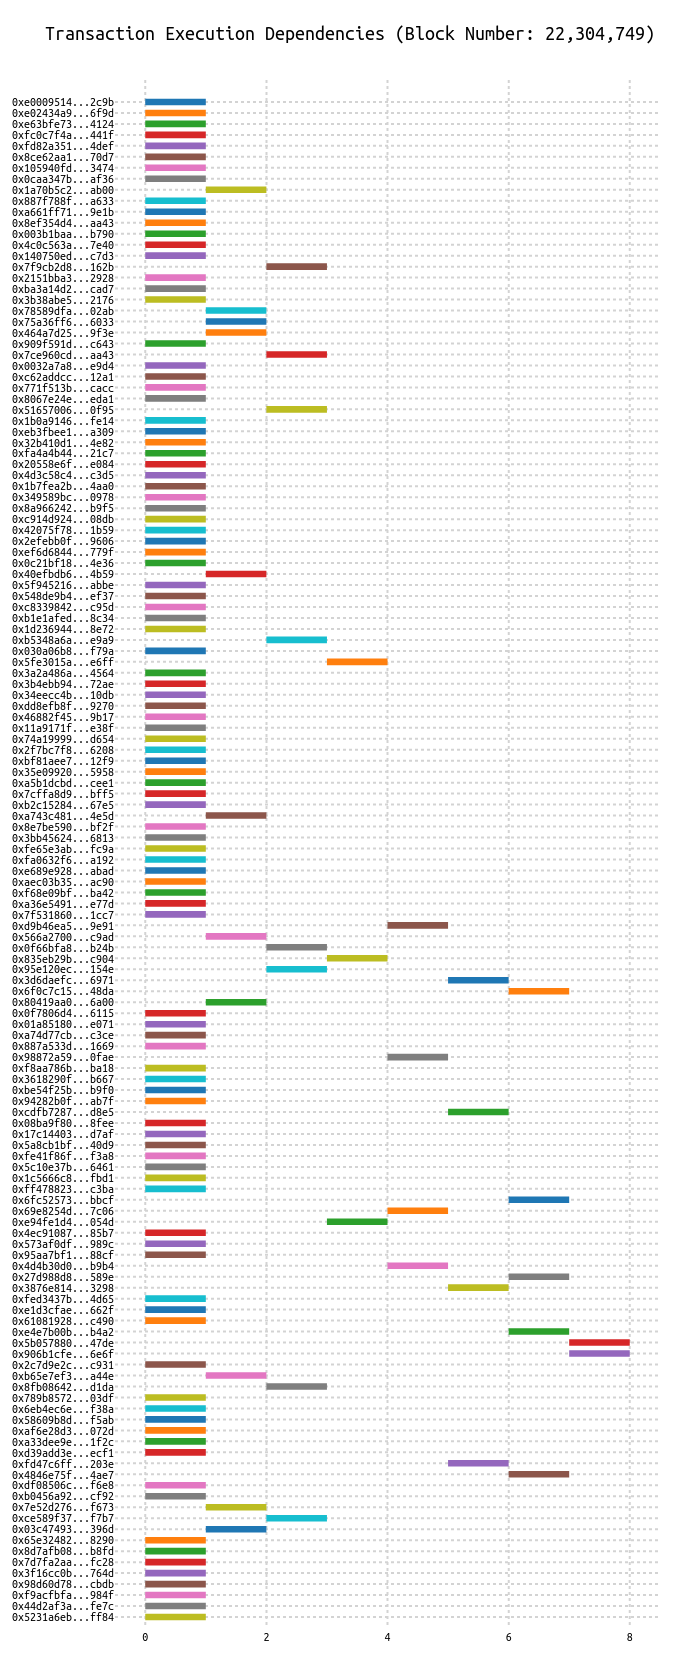 Transaction Execution Dependencies (Block Number: 22,304,749)
0xe0009514...2c9b
0xe02434a9...6f9d
0xe63bfe73...4124
0xfc0c7f4a...441f
0xfd82a351...4def
0x8ce62aa1...70d7
0x105940fd...3474
0x0caa347b...af36
0x1a70b5c2...ab00
0x887f788f...a633
0xa661ff71...9e1b
0x8ef354d4...aa43
0x003b1baa...b790
0x4c0c563a...7e40
0x140750ed...c7d3
0x7f9cb2d8...162b
0x2151bba3...2928
0xba3a14d2...cad7
0x3b38abe5...2176
0x78589dfa...02ab
0x75a36ff6...6033
0x464a7d25...9f3e
0x909f591d...c643
0x7ce960cd...aa43
0x0032a7a8...e9d4
0xc62addcc...12a1
0x771f513b...cacc
0x8067e24e...eda1
0x51657006...0f95
0x1b0a9146...fe14
0xeb3fbee1...a309
0x32b410d1...4e82
0xfa4a4b44...21c7
0x20558e6f...e084
0x4d3c58c4...c3d5
0x1b7fea2b...4aa0
0x349589bc...0978
0x8a966242...b9f5
0xc914d924...08db
0x42075f78...1b59
0x2efebb0f...9606
0xef6d6844...779f
0x0c21bf18...4e36
0x40efbdb6...4b59
0x5f945216...abbe
0x548de9b4...ef37
0xc8339842...c95d
0xb1e1afed...8c34
0x1d236944...8e72
0xb5348a6a...e9a9
0x030a06b8...f79a
0x5fe3015a...e6ff
0x3a2a486a...4564
0x3b4ebb94...72ae
0x34eecc4b...10db
0xdd8efb8f...9270
0x46882f45...9b17
0x11a9171f...e38f
0x74a19999...d654
0x2f7bc7f8...6208
0xbf81aee7...12f9
0x35e09920...5958
0xa5b1dcbd...cee1
0x7cffa8d9...bff5
0xb2c15284...67e5
0xa743c481...4e5d
0x8e7be590...bf2f
0x3bb45624...6813
0xfe65e3ab...fc9a
0xfa0632f6...a192
0xe689e928...abad
0xaec03b35...ac90
0xf68e09bf...ba42
0xa36e5491...e77d
0x7f531860...1cc7
0xd9b46ea5...9e91
0x566a2700...c9ad
0x0f66bfa8...b24b
0x835eb29b...c904
0x95e120ec...154e
0x3d6daefc...6971
0x6f0c7c15...48da
0x80419aa0...6a00
0x0f7806d4...6115
0x01a85180...e071
0xa74d77cb...c3ce
0x887a533d...1669
0x98872a59...0fae
0xf8aa786b...ba18
0x3618290f...b667
0xbe54f25b...b9f0
0x94282b0f...ab7f
0xcdfb7287...d8e5
0x08ba9f80...8fee
0x17c14403...d7af
0x5a8cb1bf...40d9
0xfe41f86f...f3a8
0x5c10e37b...6461
0x1c5666c8...fbd1
0xff478823...c3ba
0x6fc52573...bbcf
0x69e8254d...7c06
0xe94fe1d4...054d
0x4ec91087...85b7
0x573af0df...989c
0x95aa7bf1...88cf
0x4d4b30d0...b9b4
0x27d988d8...589e
0x3876e814...3298
0xfed3437b...4d65
0xe1d3cfae...662f
0x61081928...c490
0xe4e7b00b...b4a2
0x5b057880...47de
0x906b1cfe...6e6f
0x2c7d9e2c...c931
0xb65e7ef3...a44e
0x8fb08642...d1da
0x789b8572...03df
0x6eb4ec6e...f38a
0x58609b8d...f5ab
0xaf6e28d3...072d
0xa33dee9e...1f2c
0xd39add3e...ecf1
0xfd47c6ff...203e
0x4846e75f...4ae7
0xdf08506c...f6e8
0xb0456a92...cf92
0x7e52d276...f673
0xce589f37...f7b7
0x03c47493...396d
0x65e32482...8290
0x8d7afb08...b8fd
0x7d7fa2aa...fc28
0x3f16cc0b...764d
0x98d60d78...cbdb
0xf9acfbfa...984f
0x44d2af3a...fe7c
0x5231a6eb...ff84
0 2 4 6 8